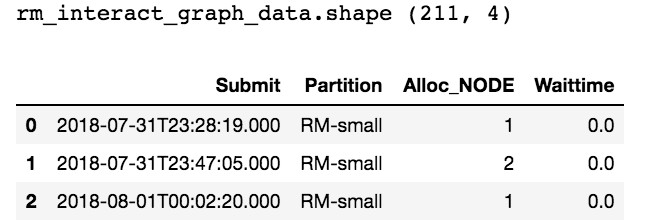 rm_interact_graph_data.shape (211, 4)
Submit Partition Alloc_NODE Waittime
0 2018-07-31T23:28:19.000 RM-small 1 0.0
1 2018-07-31T23:47:05.000 RM-small 2 0.0
2 2018-08-01T00:02:20.000 RM-small 1 0.0